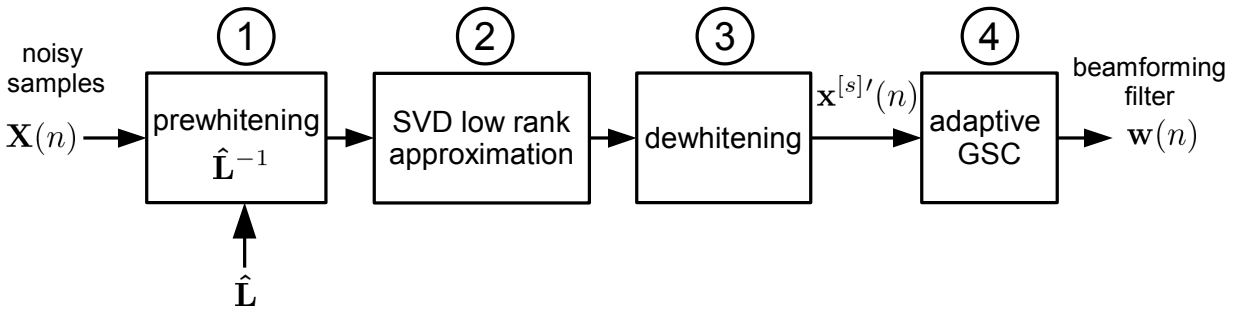 ① ② ③ ④
noisy
samples
𝐗(n)
prewhitening
𝐋̂⁻¹
SVD low rank
approximation
dewhitening
𝐱^{[s]′}(n)
adaptive
GSC
beamforming
filter
𝐰(n)
𝐋̂